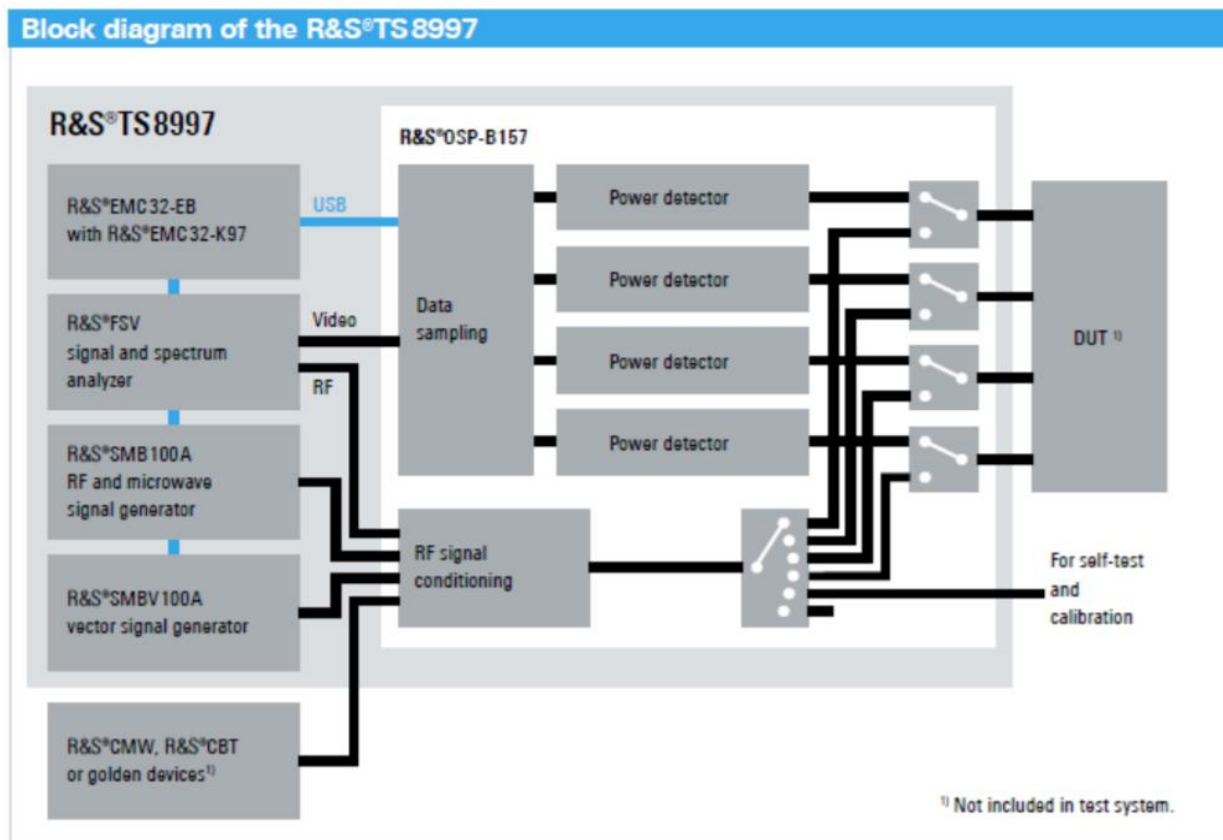 Block diagram of the R&S®TS8997
R&S®TS8997
R&S®OSP-B157
R&S®EMC32-EB
with R&S®EMC32-K97
USB
R&S®FSV
signal and spectrum
analyzer
Video
RF
R&S®SMB100A
RF and microwave
signal generator
R&S®SMBV100A
vector signal generator
R&S®CMW, R&S®CBT
or golden devices¹⁾
Data
sampling
Power detector
Power detector
Power detector
Power detector
RF signal
conditioning
DUT ¹⁾
For self-test
and
calibration
¹⁾ Not included in test system.